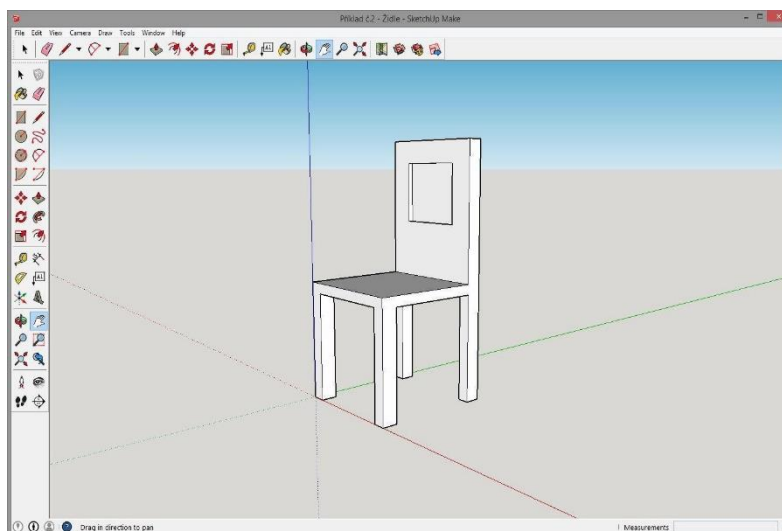 Příklad č.2 - Židle - SketchUp Make
File Edit View Camera Draw Tools Window Help
Drag in direction to pan
Measurements